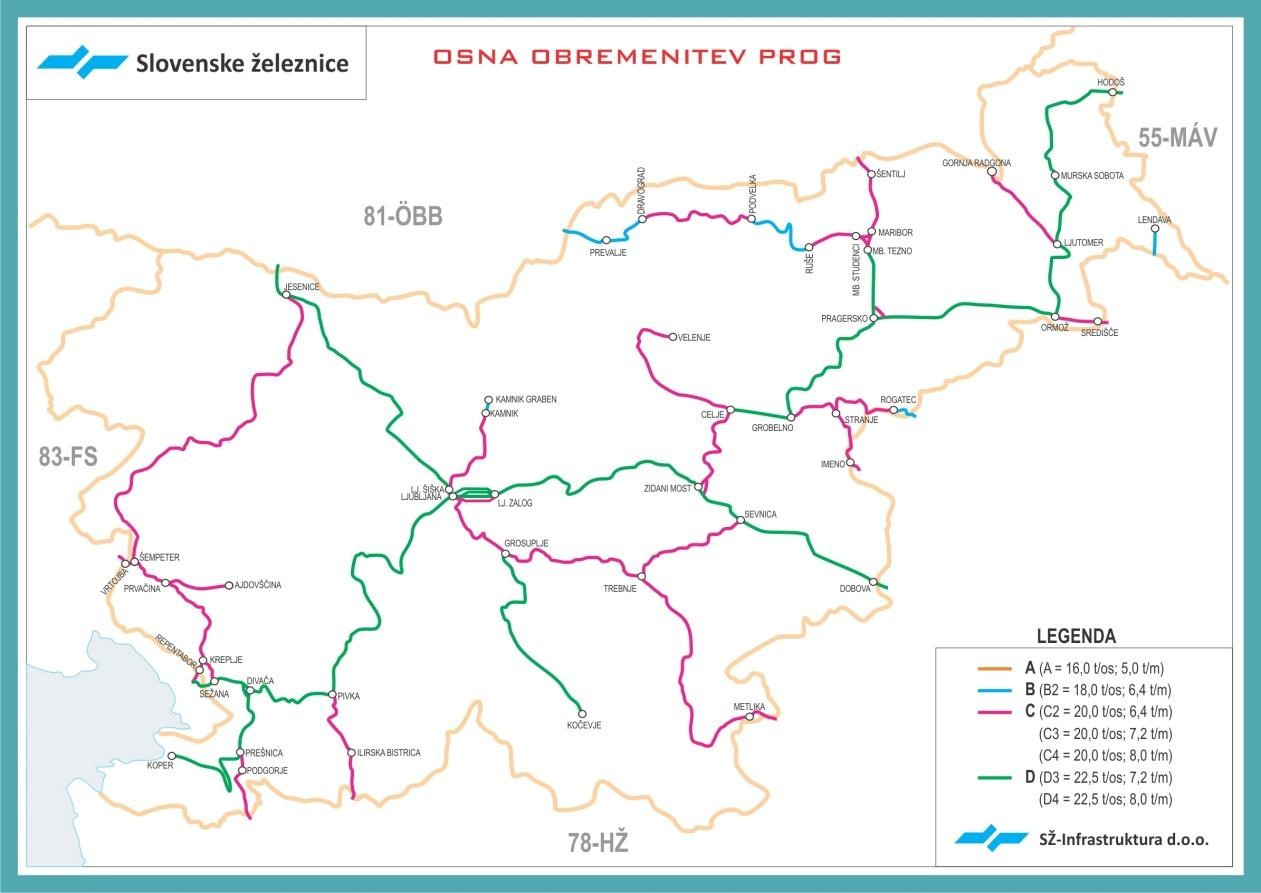 Slovenske železnice
OSNA OBREMENITEV PROG
HODOŠ
55-MÁV
GORNJA RADGONA
ŠENTILJ
MURSKA SOBOTA
DRAVOGRAD
PODVELKA
81-ÖBB
LENDAVA
MARIBOR
LJUTOMER
PREVALJE
RUŠE
MB. STUDENCI
MB. TEZNO
JESENICE
PRAGERSKO
ORMOŽ
SREDIŠČE
VELENJE
KAMNIK GRABEN
KAMNIK
ROGATEC
CELJE
GROBELNO
STRANJE
83-FS
IMENO
LJ. ŠIŠKA
LJUBLJANA
LJ. ZALOG
ZIDANI MOST
SEVNICA
GROSUPLJE
ŠEMPETER
VRTOJBA
PRVAČINA
AJDOVŠČINA
TREBNJE
DOBOVA
REPENTABOR
KREPLJE
SEŽANA
DIVAČA
PIVKA
METLIKA
KOČEVJE
PREŠNICA
ILIRSKA BISTRICA
KOPER
PODGORJE
78-HŽ
LEGENDA
A (A = 16,0 t/os; 5,0 t/m)
B (B2 = 18,0 t/os; 6,4 t/m)
C (C2 = 20,0 t/os; 6,4 t/m)
(C3 = 20,0 t/os; 7,2 t/m)
(C4 = 20,0 t/os; 8,0 t/m)
D (D3 = 22,5 t/os; 7,2 t/m)
(D4 = 22,5 t/os; 8,0 t/m)
SŽ-Infrastruktura d.o.o.